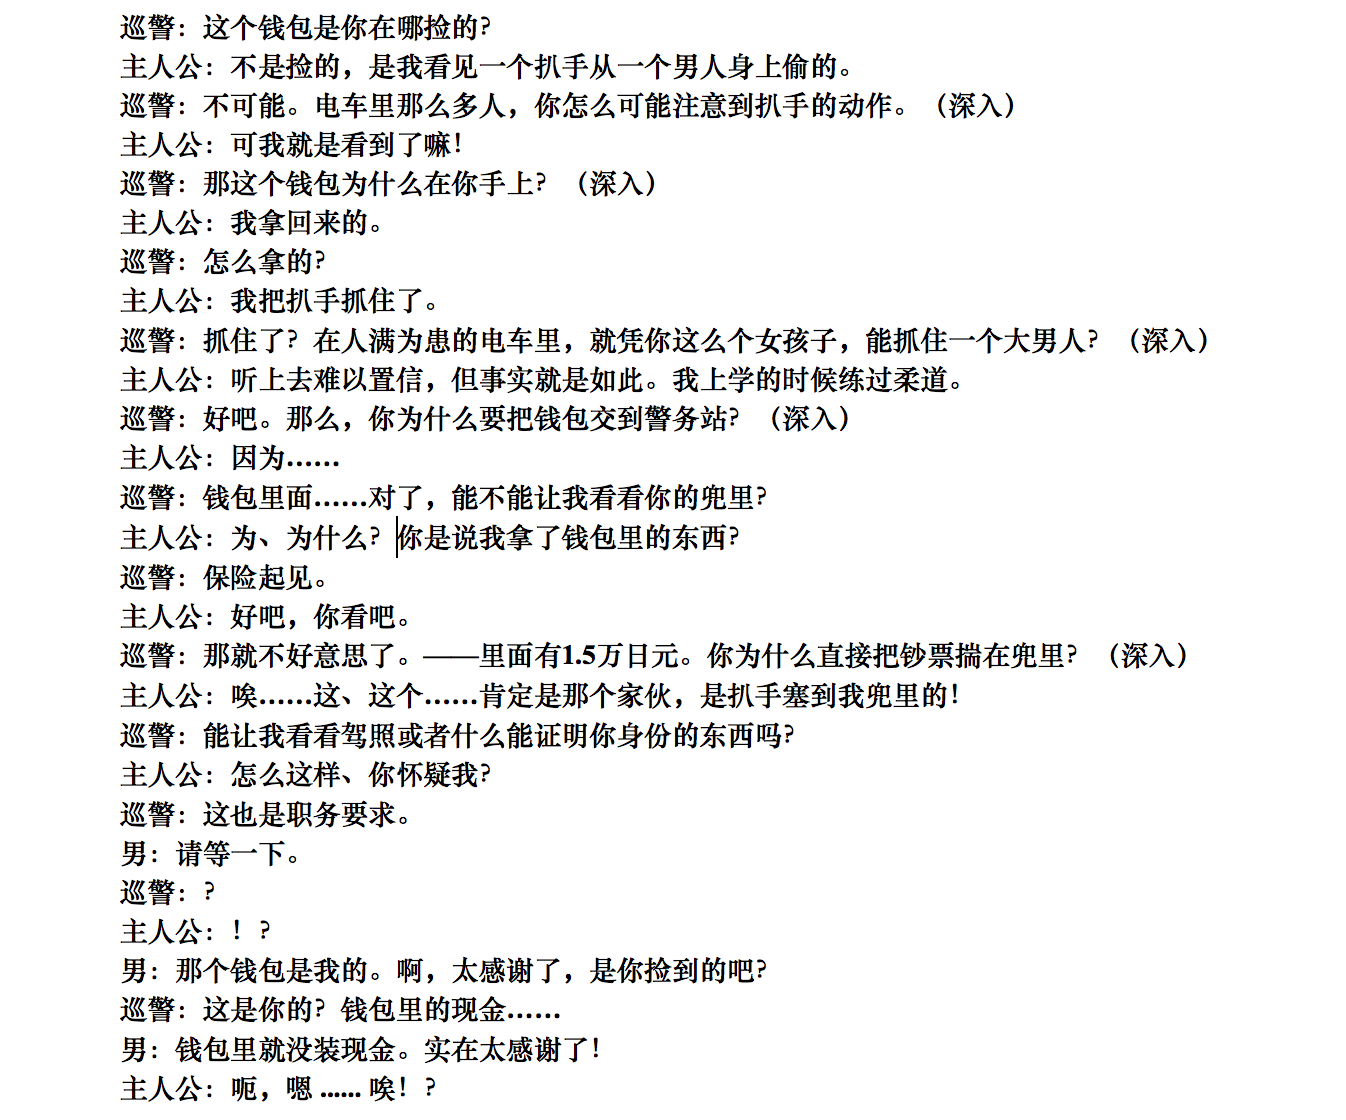 巡警：这个钱包是你在哪捡的？
主人公：不是捡的，是我看见一个扒手从一个男人身上偷的。
巡警：不可能。电车里那么多人，你怎么可能注意到扒手的动作。（深入）
主人公：可我就是看到了嘛！
巡警：那这个钱包为什么在你手上？（深入）
主人公：我拿回来的。
巡警：怎么拿的？
主人公：我把扒手抓住了。
巡警：抓住了？在人满为患的电车里，就凭你这么个女孩子，能抓住一个大男人？（深入）
主人公：听上去难以置信，但事实就是如此。我上学的时候练过柔道。
巡警：好吧。那么，你为什么要把钱包交到警务站？（深入）
主人公：因为……
巡警：钱包里面……对了，能不能让我看看你的兜里？
主人公：为、为什么？你是说我拿了钱包里的东西？
巡警：保险起见。
主人公：好吧，你看吧。
巡警：那就不好意思了。——里面有1.5万日元。你为什么直接把钞票揣在兜里？（深入）
主人公：唉……这、这个……肯定是那个家伙，是扒手塞到我兜里的！
巡警：能让我看看驾照或者什么能证明你身份的东西吗？
主人公：怎么这样、你怀疑我？
巡警：这也是职务要求。
男：请等一下。
巡警：？
主人公：！？
男：那个钱包是我的。啊，太感谢了，是你捡到的吧？
巡警：这是你的？钱包里的现金……
男：钱包里就没装现金。实在太感谢了！
主人公：呃，嗯 ...... 唉！？